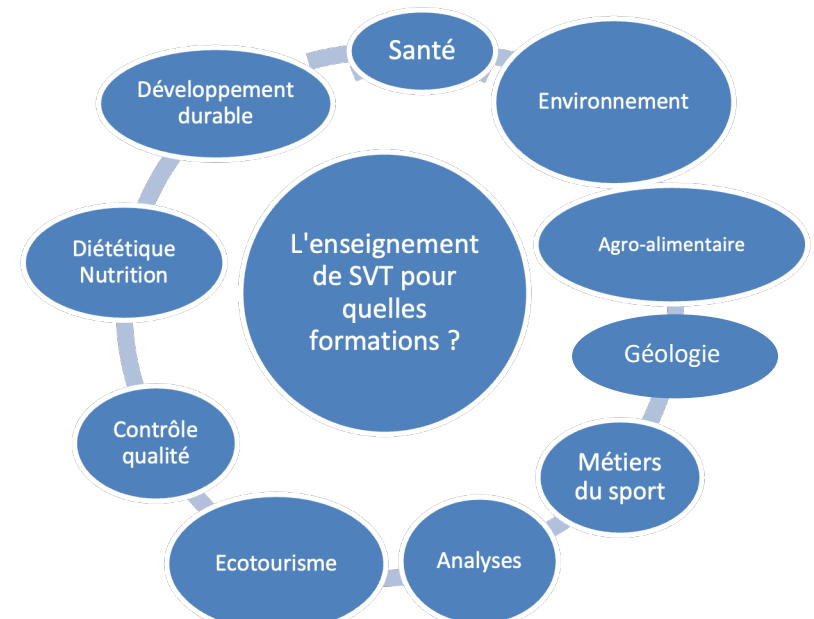 Santé
Environnement
Agro-alimentaire
Géologie
Métiers
du sport
Analyses
Ecotourisme
Contrôle
qualité
Diététique
Nutrition
Développement
durable
L'enseignement
de SVT pour
quelles
formations ?